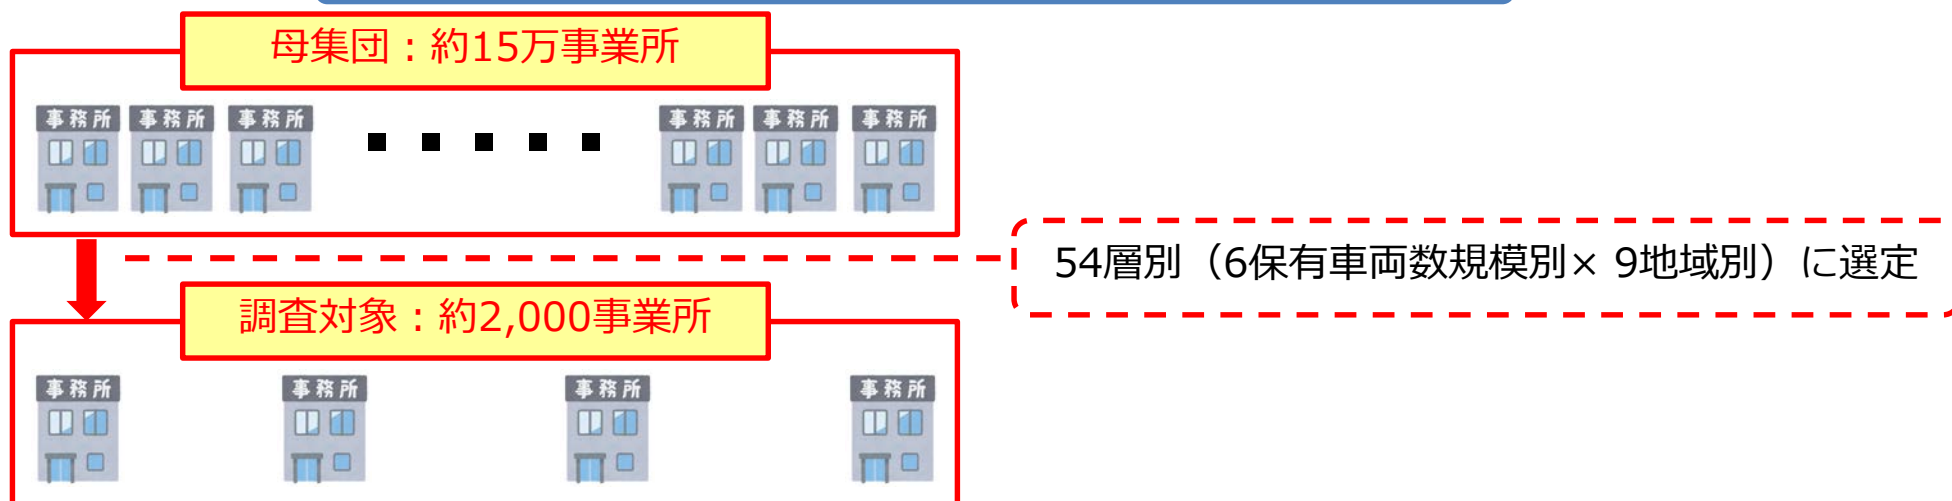 母集団：約15万事業所
事務所 事務所 事務所 ▪ ▪ ▪ ▪ ▪ 事務所 事務所 事務所
54層別（6保有車両数規模別× 9地域別）に選定
調査対象：約2,000事業所
事務所 事務所 事務所 事務所